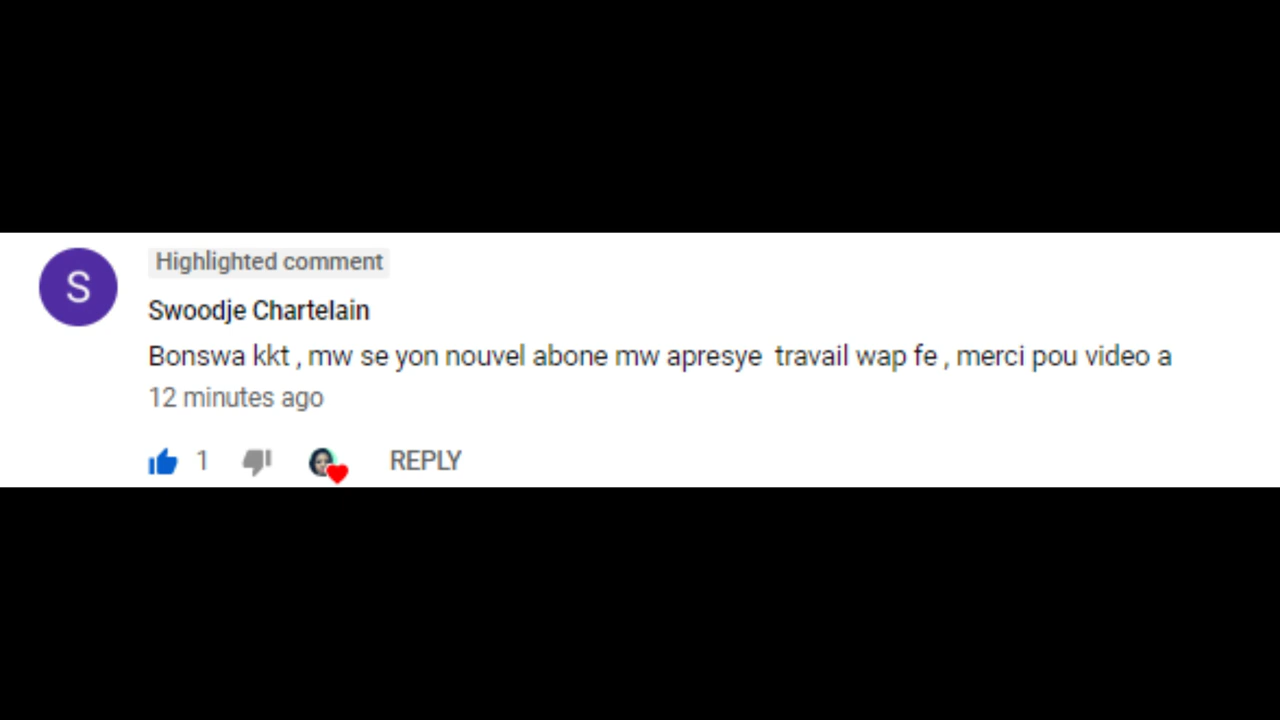 S
Highlighted comment
Swoodje Chartelain
Bonswa kkt , mw se yon nouvel abone mw apresye  travail wap fe , merci pou video a
12 minutes ago
1 REPLY